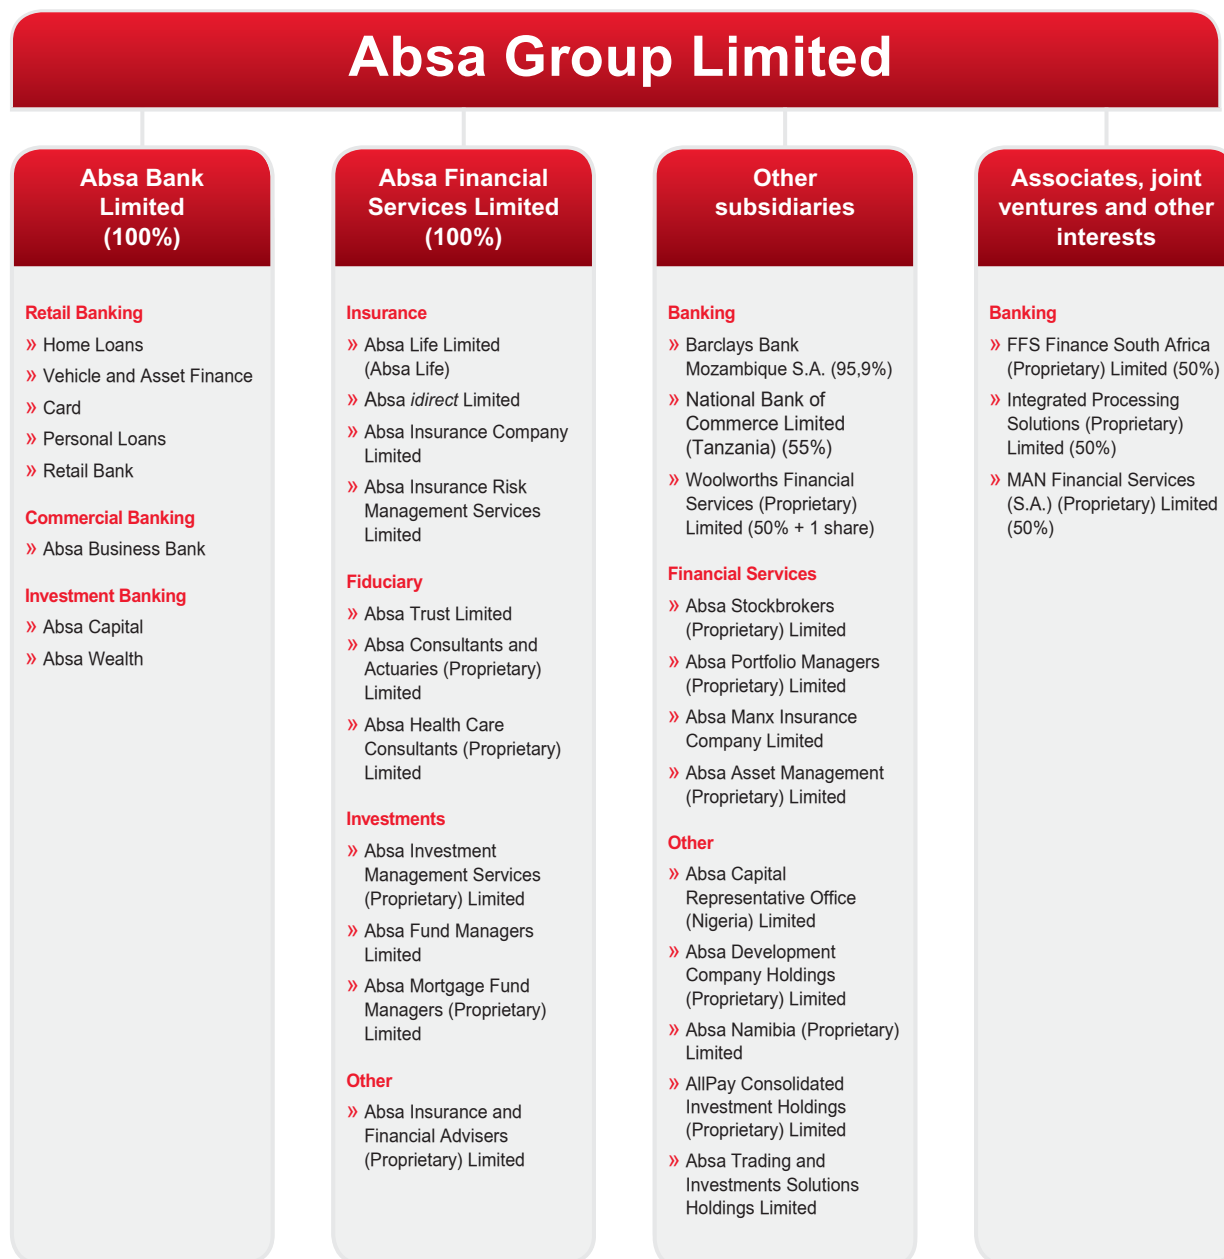 Absa Group Limited
Absa Bank
Limited
(100%)
Retail Banking
» Home Loans
» Vehicle and Asset Finance
» Card
» Personal Loans
» Retail Bank
Commercial Banking
» Absa Business Bank
Investment Banking
» Absa Capital
» Absa Wealth
Absa Financial
Services Limited
(100%)
Insurance
» Absa Life Limited
(Absa Life)
» Absa idirect Limited
» Absa Insurance Company
Limited
» Absa Insurance Risk
Management Services
Limited
Fiduciary
» Absa Trust Limited
» Absa Consultants and
Actuaries (Proprietary)
Limited
» Absa Health Care
Consultants (Proprietary)
Limited
Investments
» Absa Investment
Management Services
(Proprietary) Limited
» Absa Fund Managers
Limited
» Absa Mortgage Fund
Managers (Proprietary)
Limited
Other
» Absa Insurance and
Financial Advisers
(Proprietary) Limited
Other
subsidiaries
Banking
» Barclays Bank
Mozambique S.A. (95,9%)
» National Bank of
Commerce Limited
(Tanzania) (55%)
» Woolworths Financial
Services (Proprietary)
Limited (50% + 1 share)
Financial Services
» Absa Stockbrokers
(Proprietary) Limited
» Absa Portfolio Managers
(Proprietary) Limited
» Absa Manx Insurance
Company Limited
» Absa Asset Management
(Proprietary) Limited
Other
» Absa Capital
Representative Office
(Nigeria) Limited
» Absa Development
Company Holdings
(Proprietary) Limited
» Absa Namibia (Proprietary)
Limited
» AllPay Consolidated
Investment Holdings
(Proprietary) Limited
» Absa Trading and
Investments Solutions
Holdings Limited
Associates, joint
ventures and other
interests
Banking
» FFS Finance South Africa
(Proprietary) Limited (50%)
» Integrated Processing
Solutions (Proprietary)
Limited (50%)
» MAN Financial Services
(S.A.) (Proprietary) Limited
(50%)